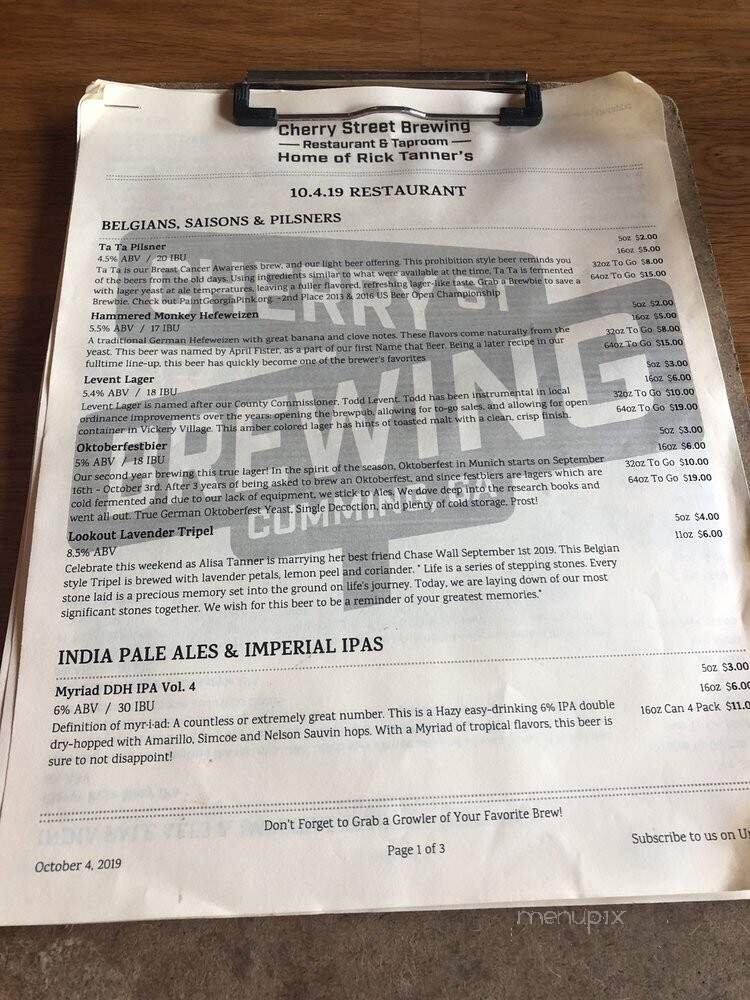 Cherry Street Brewing
Restaurant & Taproom
Home of Rick Tanner's
10.4.19 RESTAURANT
BELGIANS, SAISONS & PILSNERS
Ta Ta Pilsner
5oz $2.00
4.5% ABV / 20 IBU
16oz $5.00
Ta Ta is our Breast Cancer Awareness brew, and our light beer offering. This prohibition style beer reminds you
32oz To Go $8.00
of the beers from the old days. Using ingredients similar to what were available at the time, Ta Ta is fermented
64oz To Go $15.00
with lager yeast at ale temperatures, leaving a fuller flavored, refreshing lager-like taste. Grab a Brewbie to save a
Brewbie. Check out PaintGeorgiaPink.org. ~2nd Place 2013 & 2016 US Beer Open Championship
Hammered Monkey Hefeweizen
5oz $2.00
5.5% ABV / 17 IBU
16oz $5.00
A traditional German Hefeweizen with great banana and clove notes. These flavors come naturally from the
32oz To Go $8.00
yeast. This beer was named by April Fister, as a part of our first Name that Beer. Being a later recipe in our
64oz To Go $15.00
fulltime line-up, this beer has quickly become one of the brewer's favorites
Levent Lager
5oz $3.00
5.4% ABV / 18 IBU
16oz $6.00
Levent Lager is named after our County Commissioner, Todd Levent. Todd has been instrumental in local
32oz To Go $10.00
ordinance improvements over the years: opening the brewpub, allowing for to-go sales, and allowing for open
64oz To Go $19.00
container in Vickery Village. This amber colored lager has hints of toasted malt with a clean, crisp finish.
Oktoberfestbier
5oz $3.00
5% ABV / 18 IBU
16oz $6.00
Our second year brewing this true lager! In the spirit of the season, Oktoberfest in Munich starts on September
32oz To Go $10.00
16th - October 3rd. After 3 years of being asked to brew an Oktoberfest, and since festbiers are lagers which are
64oz To Go $19.00
cold fermented and due to our lack of equipment, we stick to Ales. We dove deep into the research books and
went all out. True German Oktoberfest Yeast, Single Decoction, and plenty of cold storage. Prost!
Lookout Lavender Tripel
5oz $4.00
8.5% ABV
11oz $6.00
Celebrate this weekend as Alisa Tanner is marrying her best friend Chase Wall September 1st 2019. This Belgian
style Tripel is brewed with lavender petals, lemon peel and coriander. " Life is a series of stepping stones. Every
stone laid is a precious memory set into the ground on life's journey. Today, we are laying down of our most
significant stones together. We wish for this beer to be a reminder of your greatest memories."
INDIA PALE ALES & IMPERIAL IPAS
Myriad DDH IPA Vol. 4
5oz $3.00
6% ABV / 30 IBU
16oz $6.00
Definition of myr·i·ad: A countless or extremely great number. This is a Hazy easy-drinking 6% IPA double
16oz Can 4 Pack $11.0
dry-hopped with Amarillo, Simcoe and Nelson Sauvin hops. With a Myriad of tropical flavors, this beer is
sure to not disappoint!
Don't Forget to Grab a Growler of Your Favorite Brew!
October 4, 2019
Page 1 of 3
Subscribe to us on Un
CHERRY ST
BREWING
CUMMING, GA
menupix